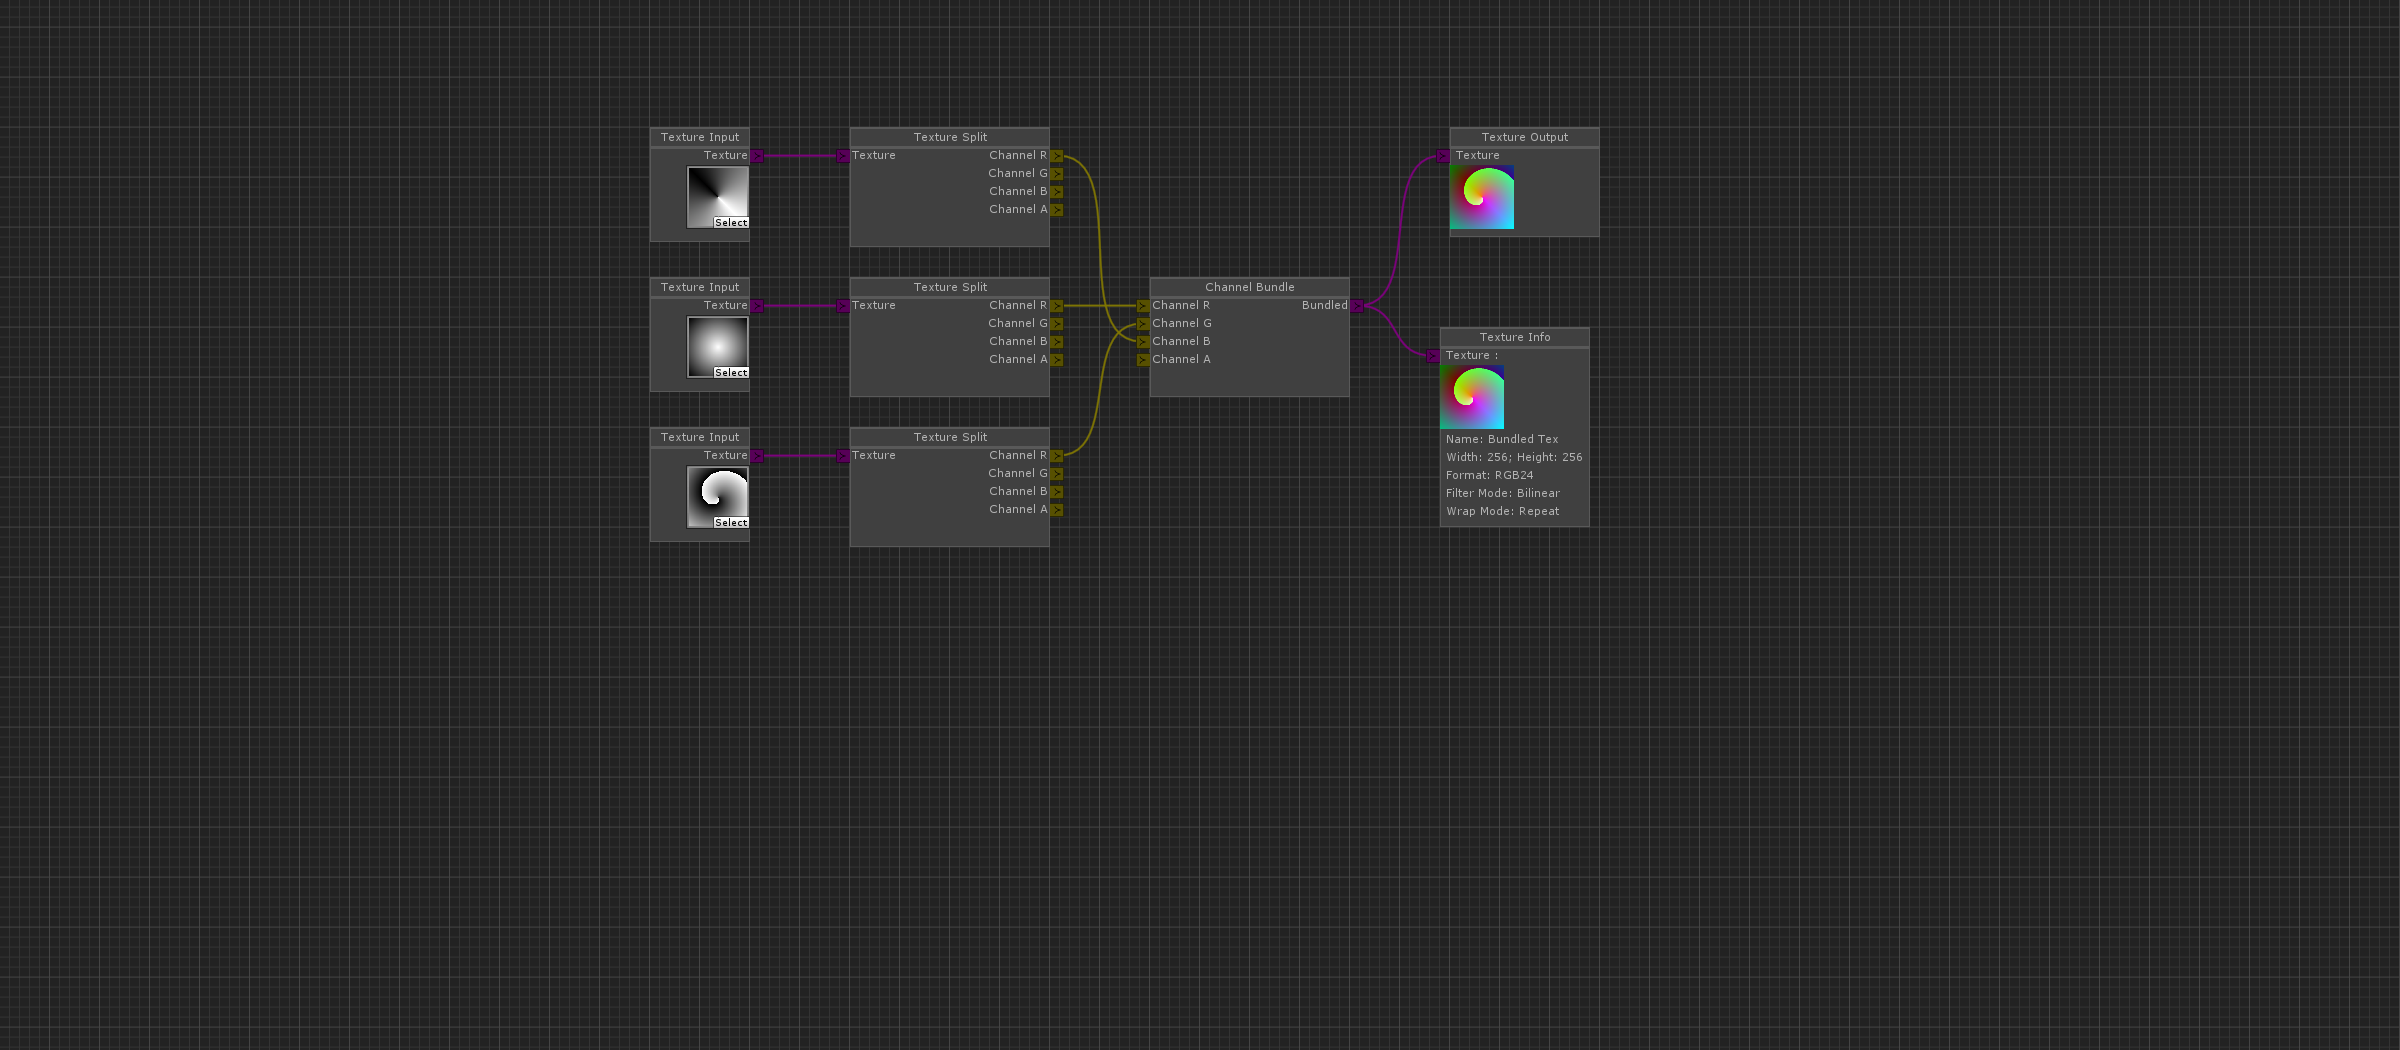 Texture Input
Texture
Select
Texture Split
Texture Channel R
Channel G
Channel B
Channel A
Texture Input
Texture
Select
Texture Split
Texture Channel R
Channel G
Channel B
Channel A
Texture Input
Texture
Select
Texture Split
Texture Channel R
Channel G
Channel B
Channel A
Channel Bundle
Channel R Bundled
Channel G
Channel B
Channel A
Texture Output
Texture
Texture Info
Texture :
Name: Bundled Tex
Width: 256; Height: 256
Format: RGB24
Filter Mode: Bilinear
Wrap Mode: Repeat